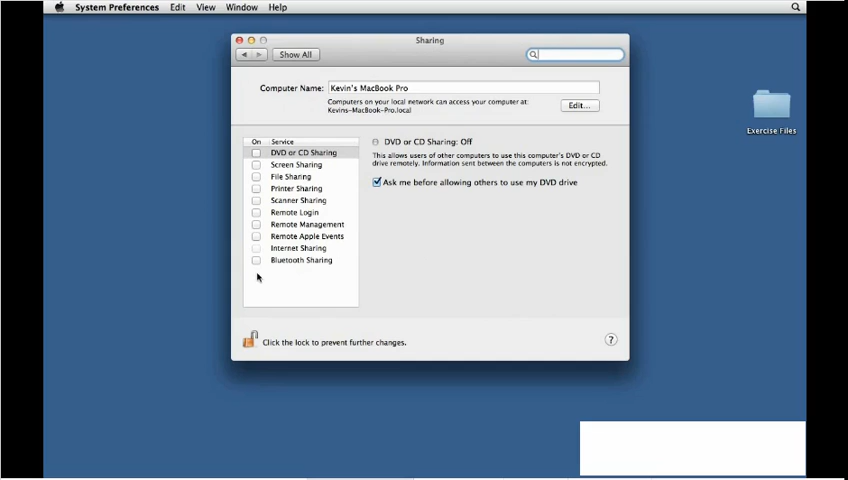 System Preferences Edit View Window Help
Sharing
Show All
Computer Name: Kevin's MacBook Pro
Computers on your local network can access your computer at:
Kevins-MacBook-Pro.local
Edit...
On Service
DVD or CD Sharing
Screen Sharing
File Sharing
Printer Sharing
Scanner Sharing
Remote Login
Remote Management
Remote Apple Events
Internet Sharing
Bluetooth Sharing
DVD or CD Sharing: Off
This allows users of other computers to use this computer's DVD or CD
drive remotely. Information sent between the computers is not encrypted.
Ask me before allowing others to use my DVD drive
Exercise Files
Click the lock to prevent further changes.
?